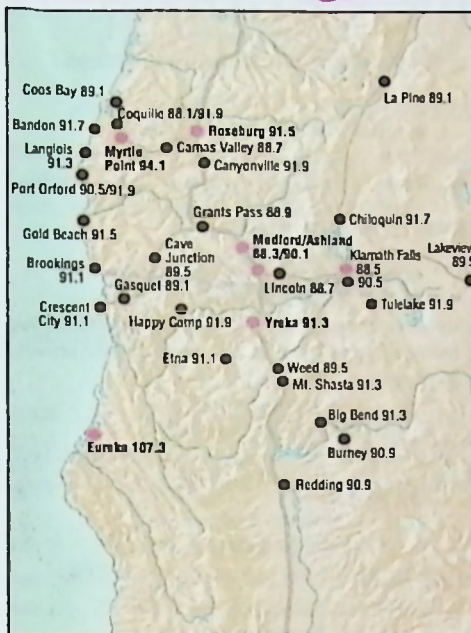 Coos Bay 89.1
La Pine 89.1
Coquille 88.1/91.9
Bandon 91.7
Roseburg 91.5
Langlois
91.3
Myrtle
Point 94.1
Camas Valley 88.7
Canyonville 91.9
Port Orford 90.5/91.9
Grants Pass 88.9
Gold Beach 91.5
Chiloquin 91.7
Cave
Junction
89.5
Medford/Ashland
88.3/90.1
Klamath Falls
88.5
90.5
Lakeview
89.5
Brookings
91.1
Gasquet 89.1
Lincoln 88.7
Crescent
City 91.1
Happy Camp 91.9
Yreka 91.3
Tulelake 91.9
Etna 91.1
Weed 89.5
Mt. Shasta 91.3
Big Bend 91.3
Burney 90.9
Eureka 107.3
Redding 90.9